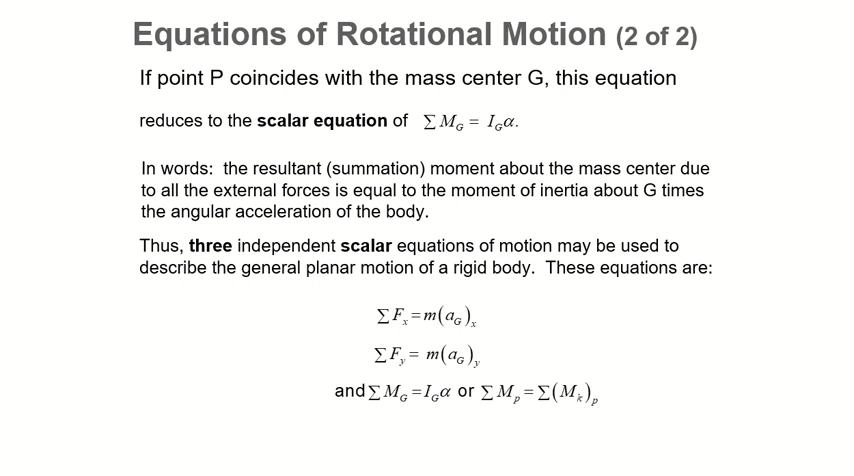 Equations of Rotational Motion (2 of 2)
If point P coincides with the mass center G, this equation
reduces to the scalar equation of ∑ M_G = I_G α.
In words: the resultant (summation) moment about the mass center due
to all the external forces is equal to the moment of inertia about G times
the angular acceleration of the body.
Thus, three independent scalar equations of motion may be used to
describe the general planar motion of a rigid body. These equations are:
∑ F_x = m(a_G)_x
∑ F_y = m(a_G)_y
and ∑ M_G = I_G α or ∑ M_p = ∑(M_k)_p